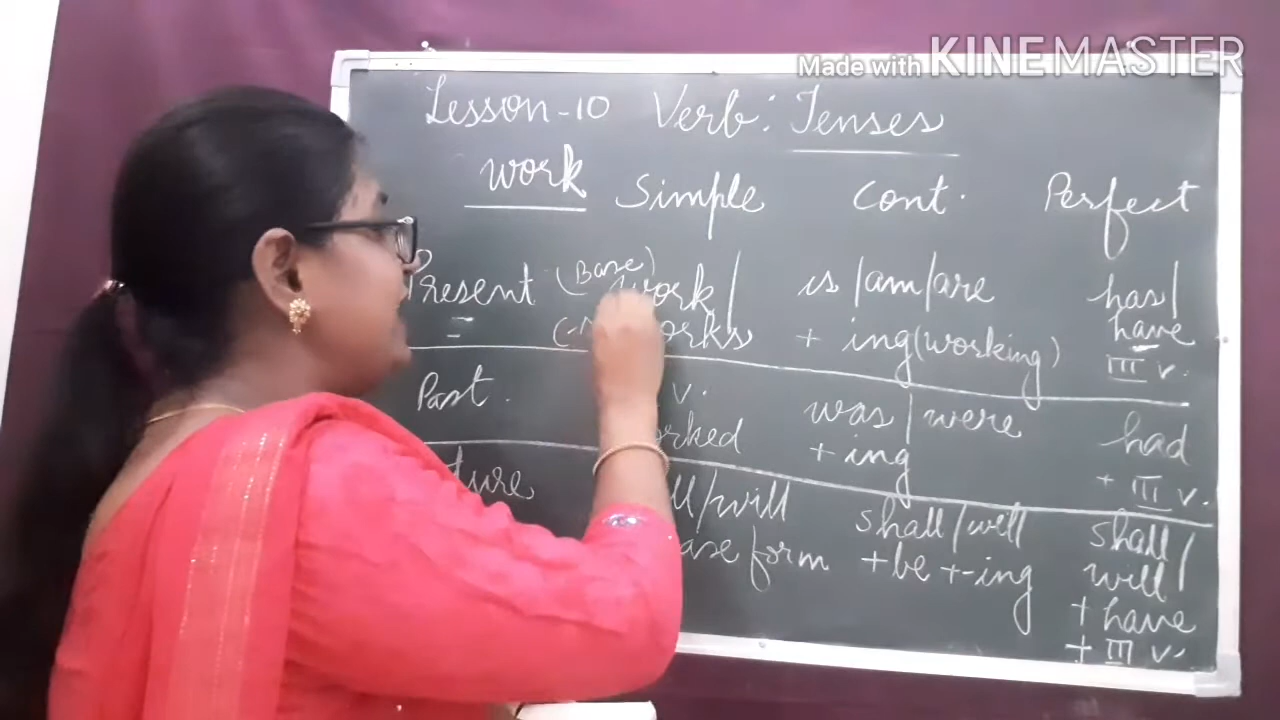 Made with KINEMASTER
Lesson-10 Verb: Tenses
work Simple Cont. Perfect
Present (Base) work/ is/am/are has/
works + ing(working) have
III v.
Past. v. was/were had
+ing + III v.
shall/well shall/
form +be +-ing will/
+ have
+ III v.